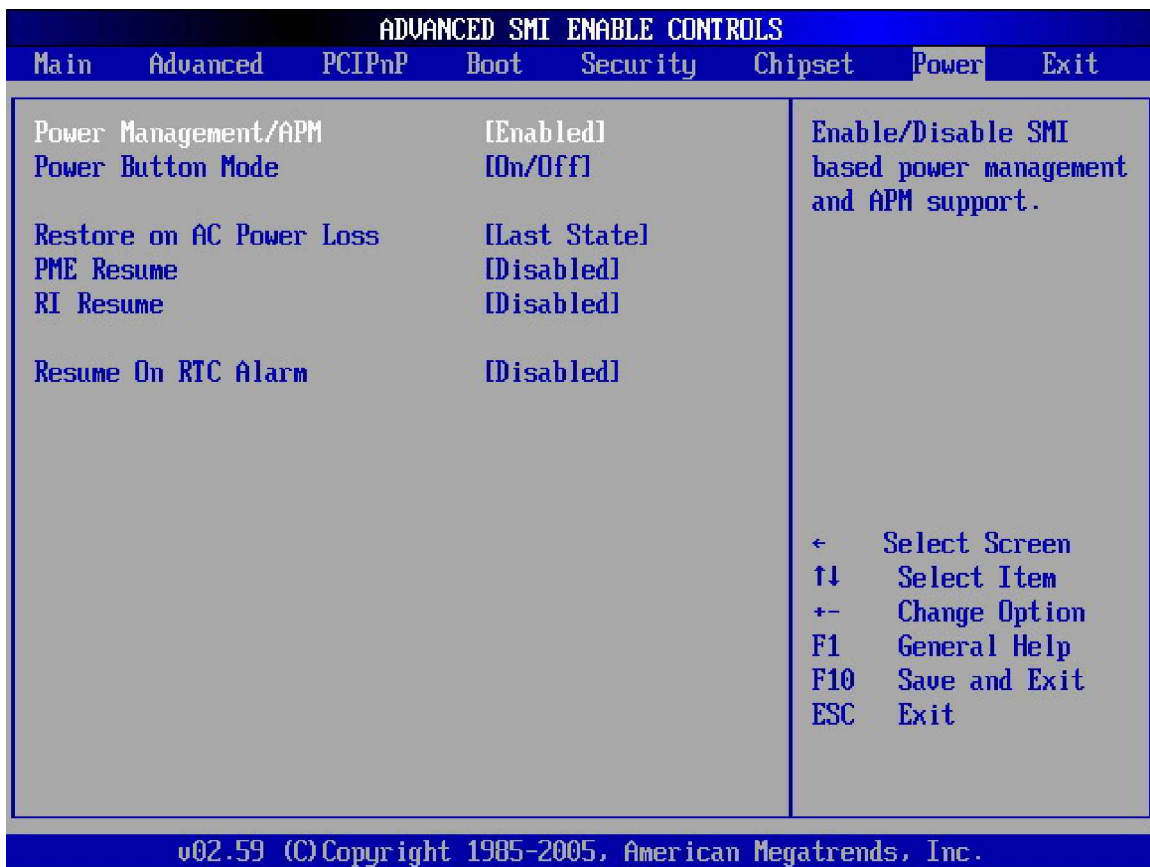 ADVANCED SMI ENABLE CONTROLS
Main Advanced PCIPnP Boot Security Chipset Power Exit
Power Management/APM [Enabled]
Power Button Mode [On/Off]
Restore on AC Power Loss [Last State]
PME Resume [Disabled]
RI Resume [Disabled]
Resume On RTC Alarm [Disabled]
Enable/Disable SMI
based power management
and APM support.
← Select Screen
↑↓ Select Item
+- Change Option
F1 General Help
F10 Save and Exit
ESC Exit
v02.59 (C)Copyright 1985-2005, American Megatrends, Inc.